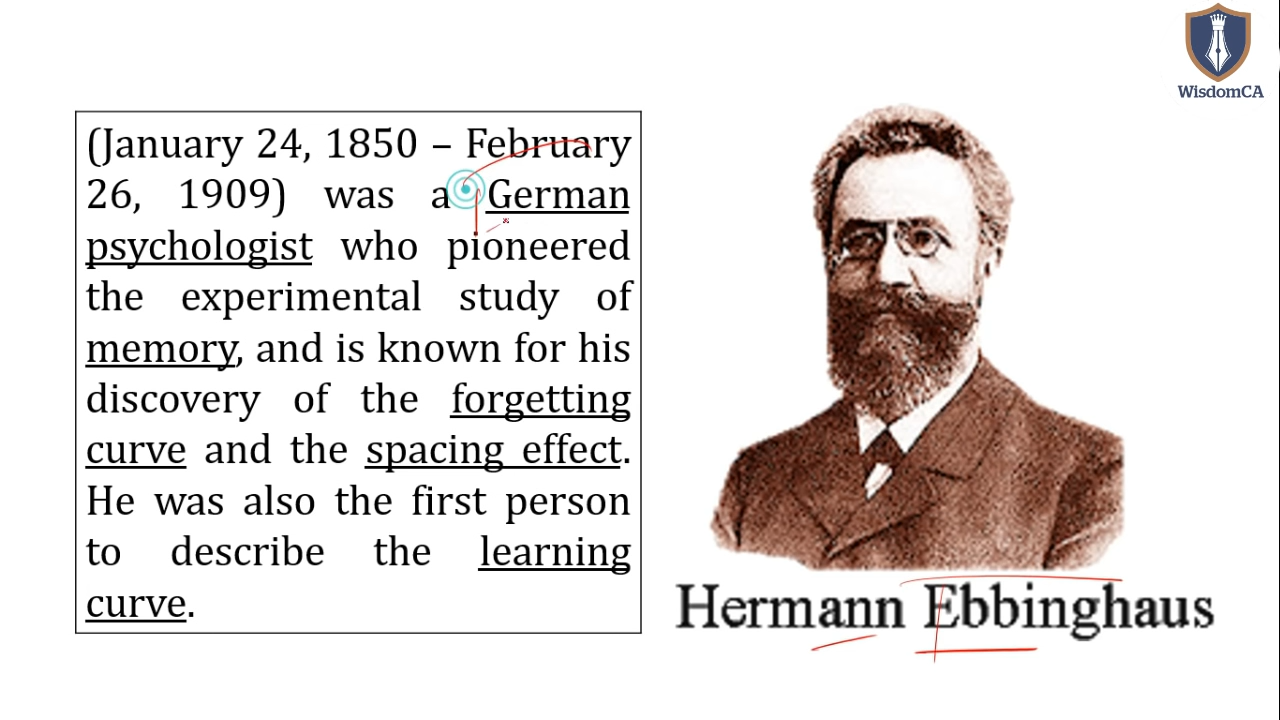 WisdomCA
(January 24, 1850 – February
26, 1909) was a German
psychologist who pioneered
the experimental study of
memory, and is known for his
discovery of the forgetting
curve and the spacing effect.
He was also the first person
to describe the learning
curve.
Hermann Ebbinghaus